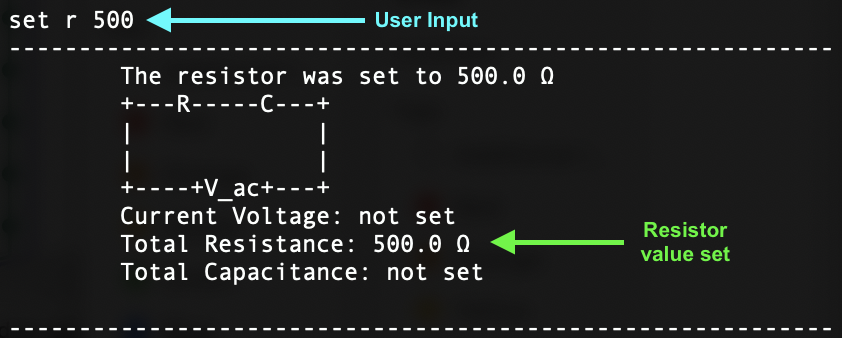 set r 500 User Input
--------------------------------------------------------------
The resistor was set to 500.0 Ω
+---R-----C---+
|             |
|             |
+----+V_ac+---+
Current Voltage: not set
Total Resistance: 500.0 Ω
Resistor
value set
Total Capacitance: not set
--------------------------------------------------------------